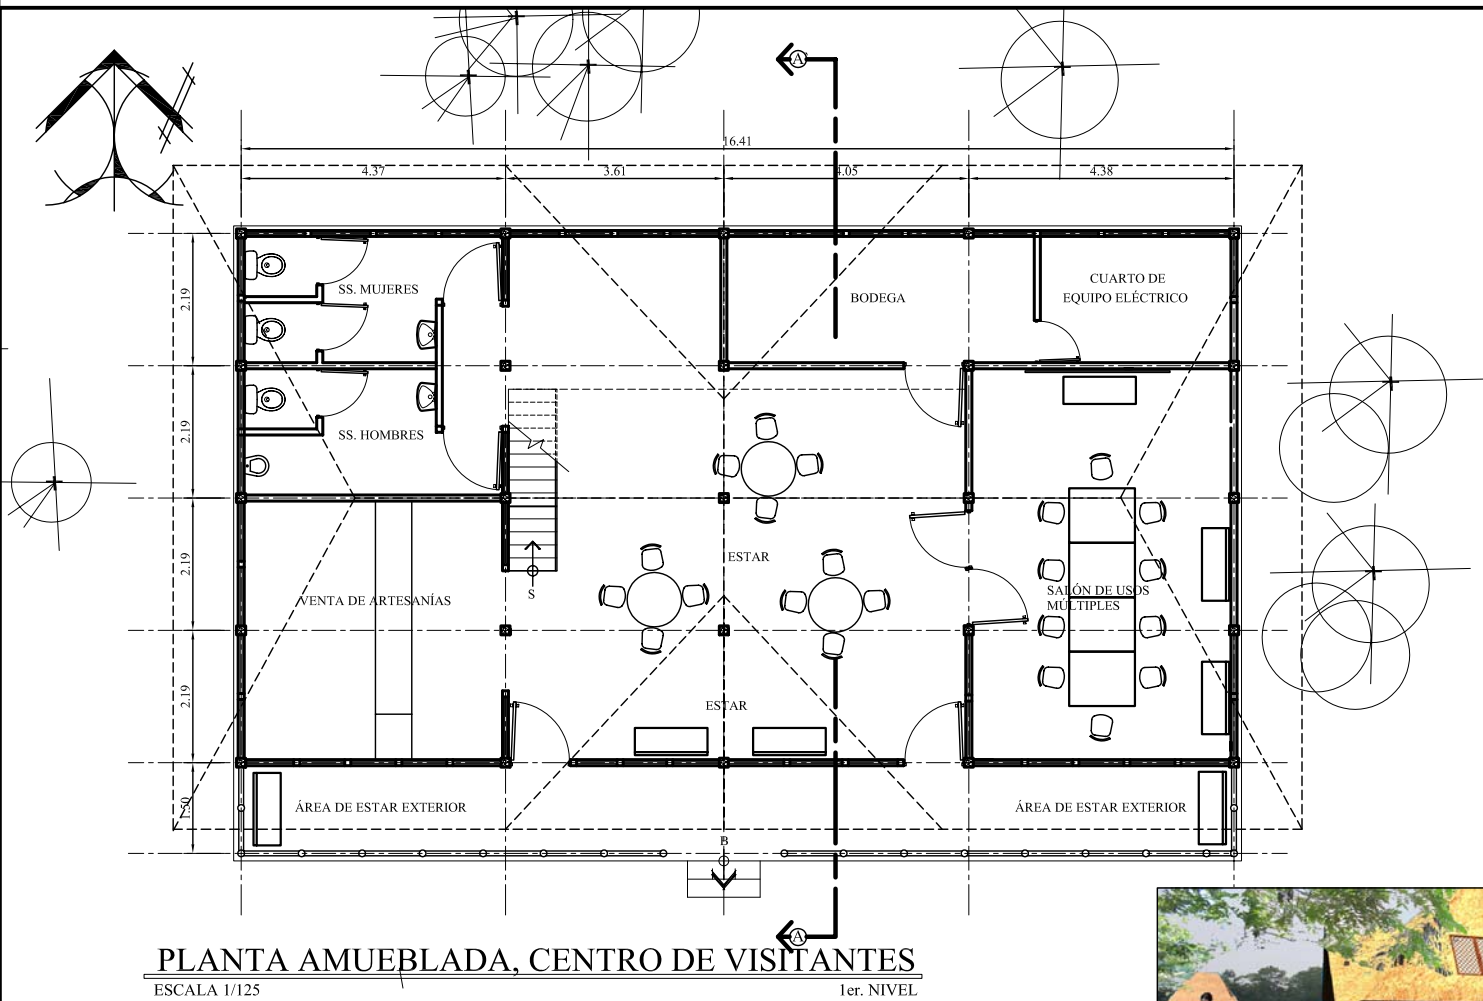 A
16.41
4.37
3.61
4.05
4.38
2.19
SS. MUJERES
BODEGA
CUARTO DE
EQUIPO ELÉCTRICO
2.19
SS. HOMBRES
2.19
ESTAR
S
VENTA DE ARTESANÍAS
SALÓN DE USOS
MÚLTIPLES
2.19
ESTAR
1.50
ÁREA DE ESTAR EXTERIOR
ÁREA DE ESTAR EXTERIOR
B
A
PLANTA AMUEBLADA, CENTRO DE VISITANTES
ESCALA 1/125
1er. NIVEL